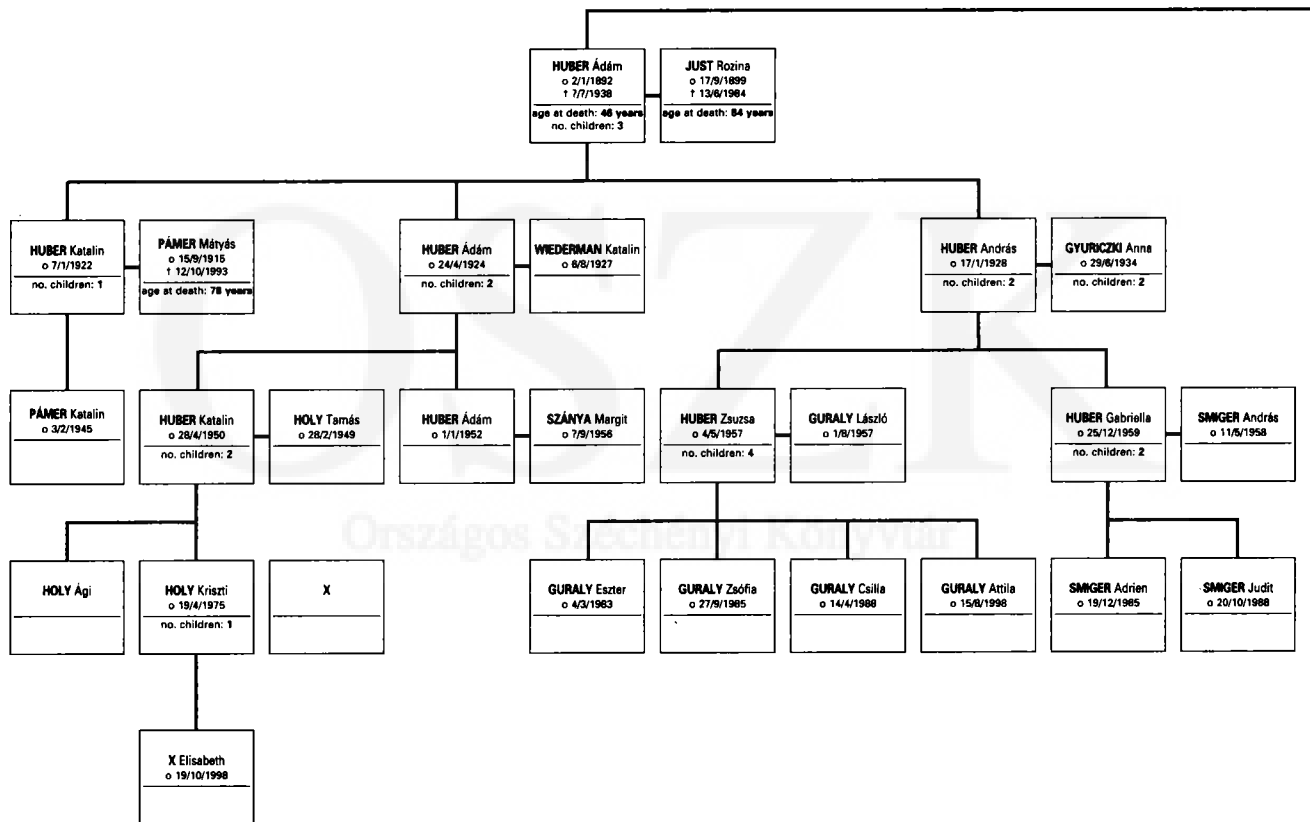 HUBER Ádám
o 2/1/1892
† ?/?/1938
age at death: 46 years
no. children: 3
JUST Rozina
o 17/9/1899
† 13/6/1984
age at death: 84 years
HUBER Katalin
o 7/1/1922
no. children: 1
PÁMER Mátyás
o 15/9/1915
† 12/10/1993
age at death: 78 years
HUBER Ádám
o 24/4/1924
no. children: 2
WIEDERMAN Katalin
o 6/8/1927
HUBER András
o 17/1/1928
no. children: 2
GYURICZKI Anna
o 29/6/1934
no. children: 2
PÁMER Katalin
o 3/2/1945
HUBER Katalin
o 28/4/1950
no. children: 2
HOLY Tamás
o 28/2/1949
HUBER Ádám
o 1/1/1952
SZÁNYA Margit
o ?/9/1956
HUBER Zsuzsa
o 4/5/1957
no. children: 4
GURALY László
o 1/8/1957
HUBER Gabriella
o 25/12/1959
no. children: 2
SMIGER András
o 11/5/1958
OSZK
Országos Széchényi Könyvtár
HOLY Ági
HOLY Kriszti
o 19/4/1975
no. children: 1
X
GURALY Eszter
o 4/3/1983
GURALY Zsófia
o 27/9/1985
GURALY Csilla
o 14/4/1988
GURALY Attila
o 15/8/1998
SMIGER Adrien
o 19/12/1985
SMIGER Judit
o 20/10/1988
X Elisabeth
o 19/10/1998